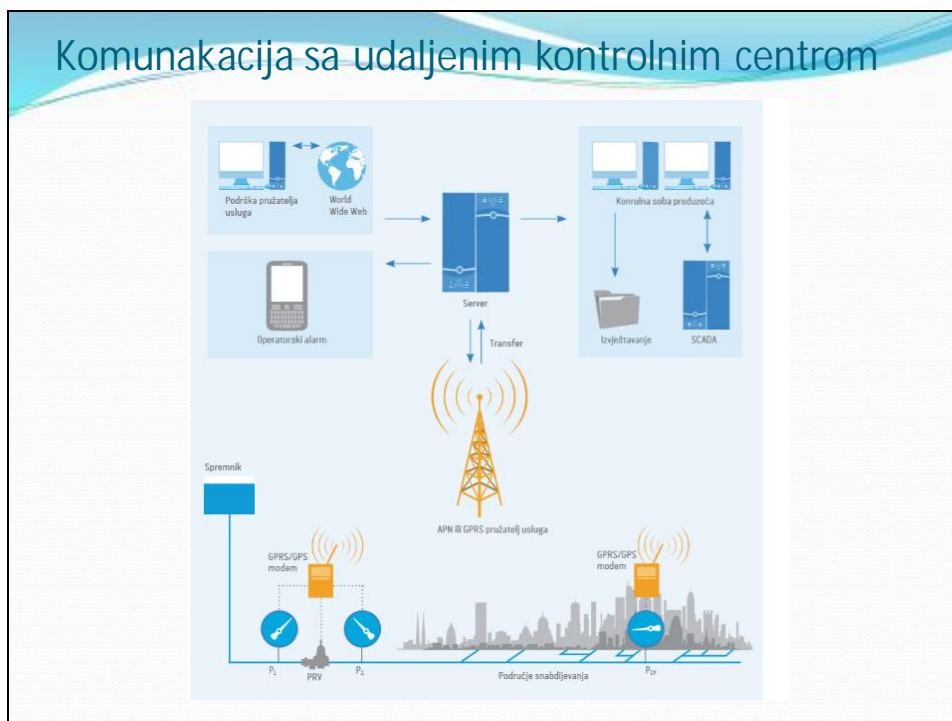 Komunakacija sa udaljenim kontrolnim centrom
Podrška pružatelja
usluga
World
Wide Web
Konrolna soba preduzeća
Server
Operatorski alarm
Izvještavanje
SCADA
Transfer
Spremnik
APN ili GPRS pružatelj usluga
GPRS/GPS
modem
GPRS/GPS
modem
P1
PRV
P2
Područje snabdijevanja
PCP